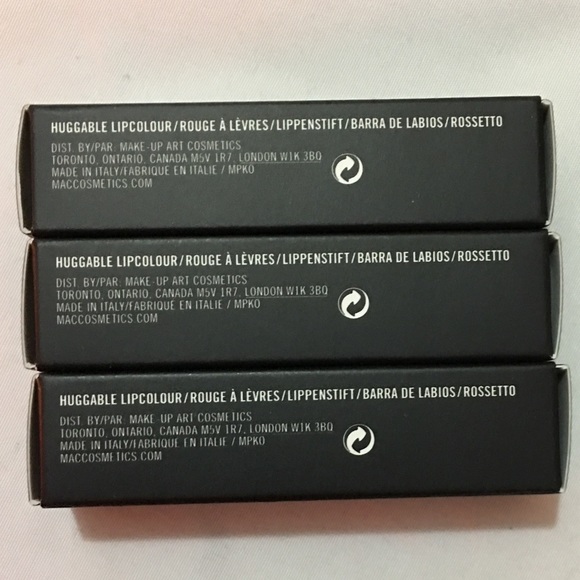 HUGGABLE LIPCOLOUR/ROUGE À LÈVRES/LIPPENSTIFT/BARRA DE LABIOS/ROSSETTO
DIST. BY/PAR: MAKE-UP ART COSMETICS
TORONTO, ONTARIO, CANADA M5V 1R7, LONDON W1K 3BQ
MADE IN ITALY/FABRIQUÉ EN ITALIE / MPKO
MACCOSMETICS.COM
HUGGABLE LIPCOLOUR/ROUGE À LÈVRES/LIPPENSTIFT/BARRA DE LABIOS/ROSSETTO
DIST. BY/PAR: MAKE-UP ART COSMETICS
TORONTO, ONTARIO, CANADA M5V 1R7, LONDON W1K 3BQ
MADE IN ITALY/FABRIQUÉ EN ITALIE / MPKO
MACCOSMETICS.COM
HUGGABLE LIPCOLOUR/ROUGE À LÈVRES/LIPPENSTIFT/BARRA DE LABIOS/ROSSETTO
DIST. BY/PAR: MAKE-UP ART COSMETICS
TORONTO, ONTARIO, CANADA M5V 1R7, LONDON W1K 3BQ
MADE IN ITALY/FABRIQUÉ EN ITALIE / MPKO
MACCOSMETICS.COM